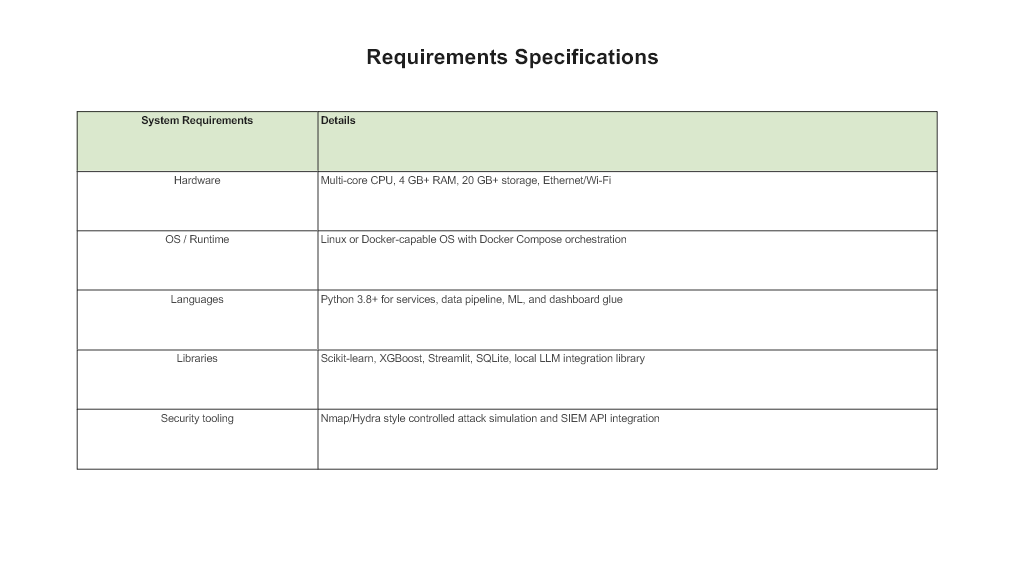 Requirements Specifications
System Requirements Details
Hardware Multi-core CPU, 4 GB+ RAM, 20 GB+ storage, Ethernet/Wi-Fi
OS / Runtime Linux or Docker-capable OS with Docker Compose orchestration
Languages Python 3.8+ for services, data pipeline, ML, and dashboard glue
Libraries Scikit-learn, XGBoost, Streamlit, SQLite, local LLM integration library
Security tooling Nmap/Hydra style controlled attack simulation and SIEM API integration